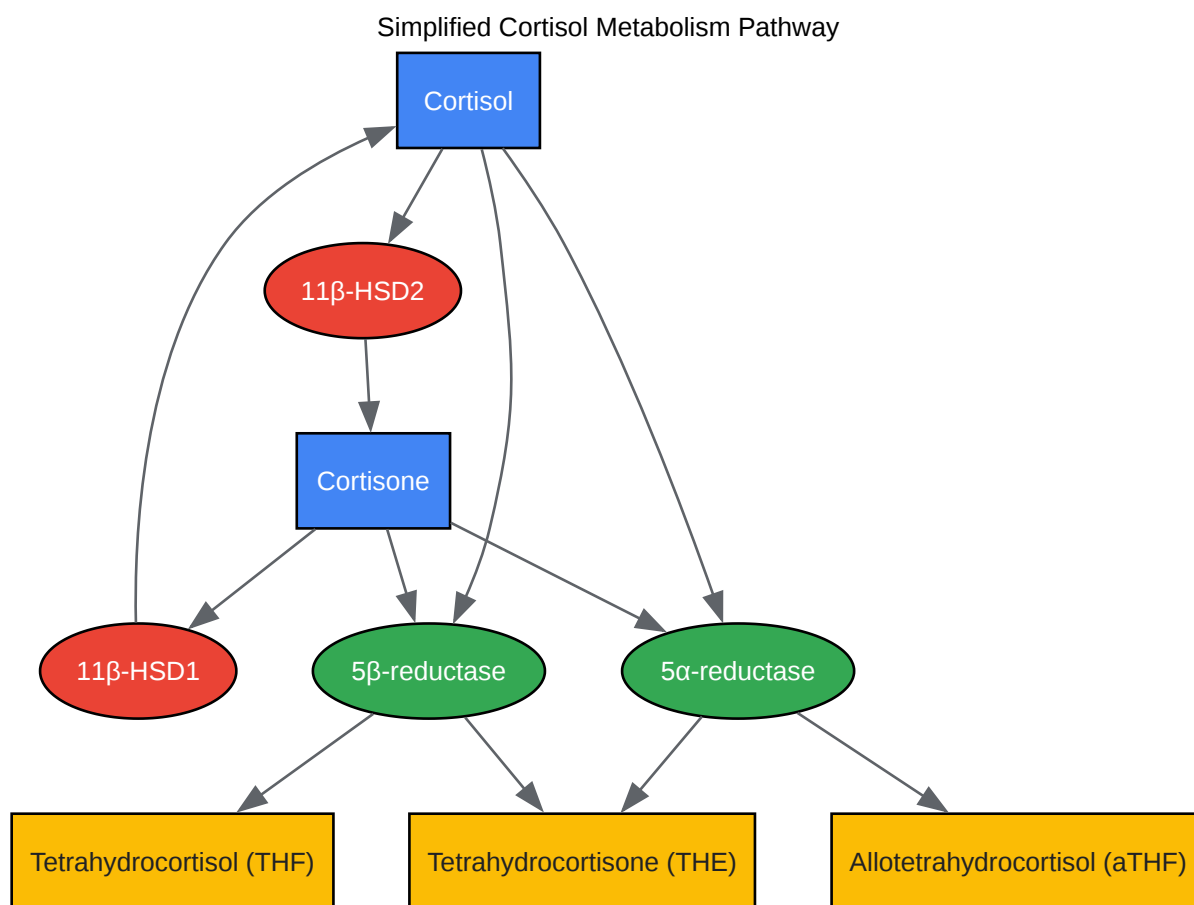 Simplified Cortisol Metabolism Pathway
Cortisol
11β-HSD2
Cortisone
11β-HSD1
5β-reductase
5α-reductase
Tetrahydrocortisol (THF)
Tetrahydrocortisone (THE)
Allotetrahydrocortisol (aTHF)